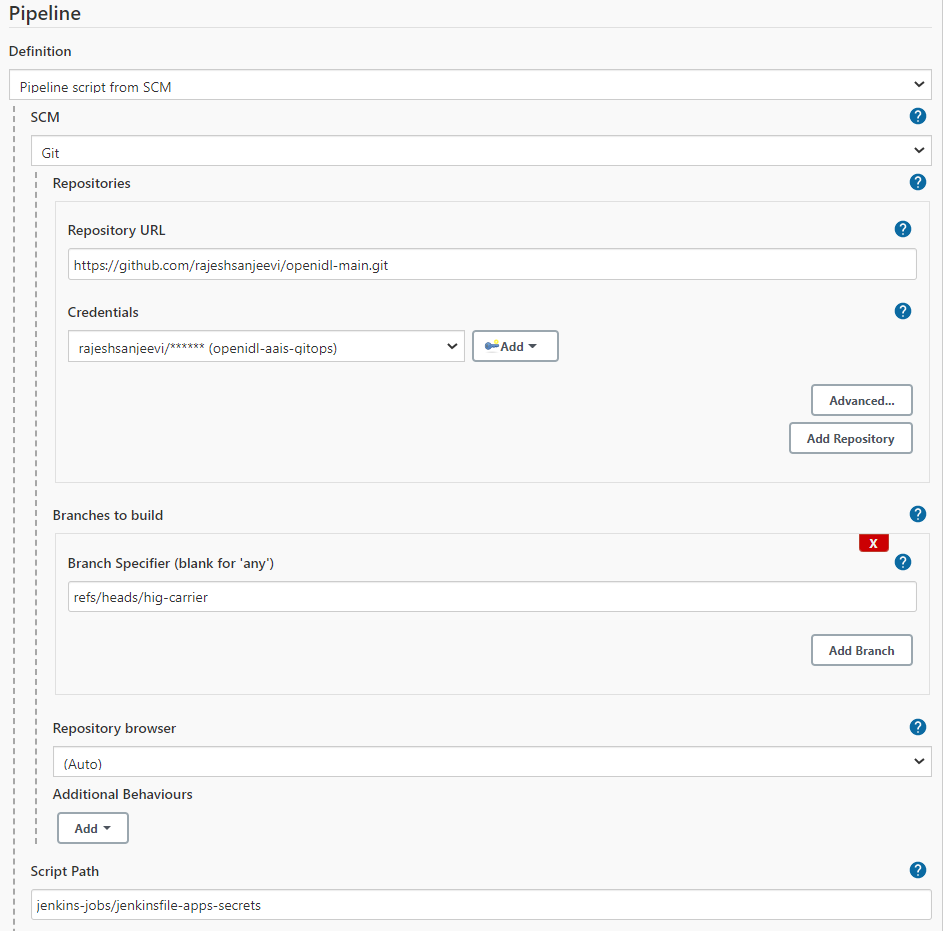 Pipeline
Definition
Pipeline script from SCM
SCM
?
Git
Repositories
?
Repository URL
?
https://github.com/rajeshsanjeevi/openidl-main.git
Credentials
?
rajeshsanjeevi/****** (openidl-aais-gitops)
Add
Advanced...
Add Repository
Branches to build
?
X
Branch Specifier (blank for 'any')
?
refs/heads/hig-carrier
Add Branch
Repository browser
?
(Auto)
Additional Behaviours
Add
Script Path
?
jenkins-jobs/jenkinsfile-apps-secrets